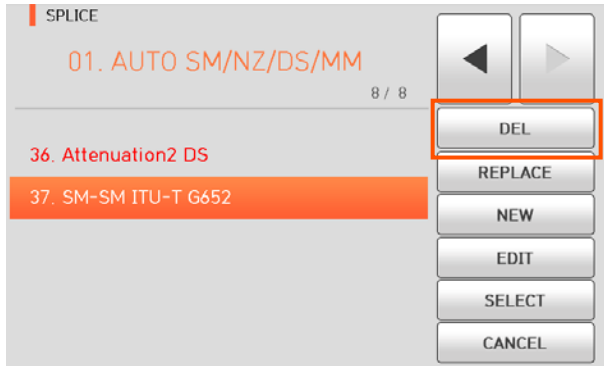 SPLICE
01. AUTO SM/NZ/DS/MM
8 / 8
36. Attenuation2 DS
37. SM-SM ITU-T G652
DEL
REPLACE
NEW
EDIT
SELECT
CANCEL